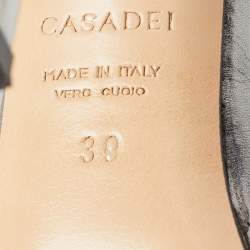 CASADEI
MADE IN ITALY
VERO CUOIO
39